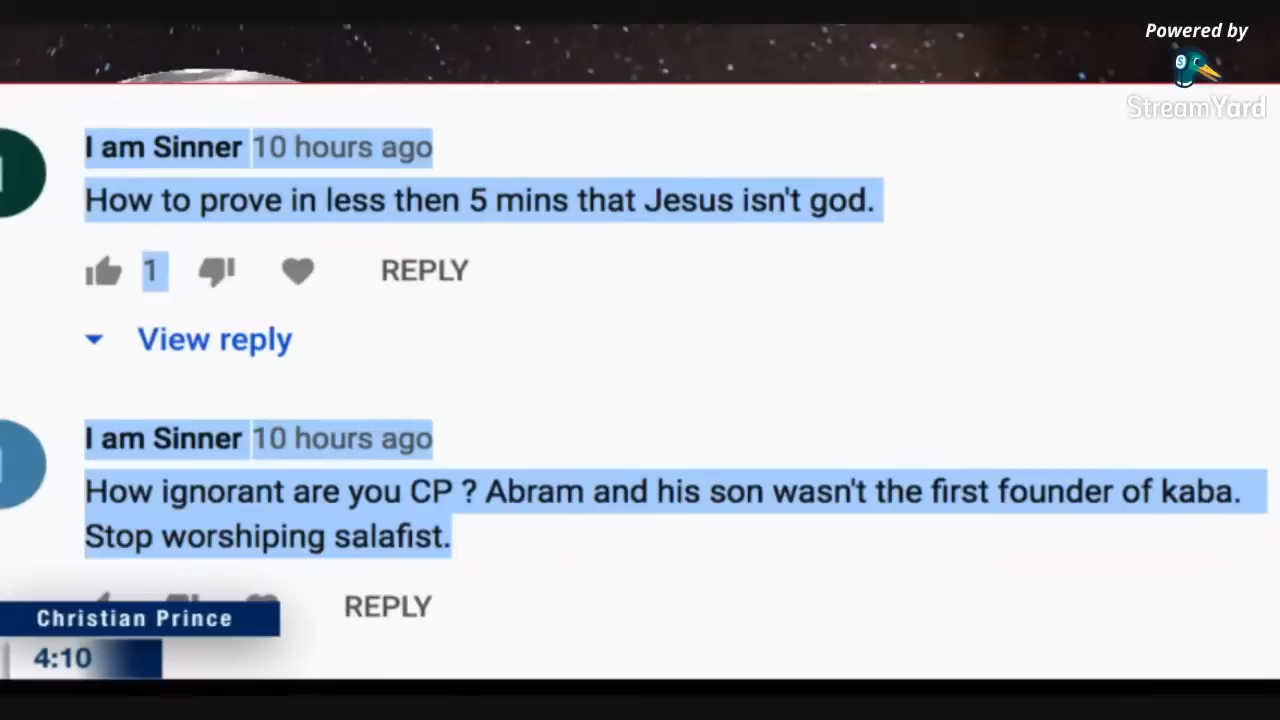 Powered by
StreamYard
I am Sinner 10 hours ago
How to prove in less then 5 mins that Jesus isn't god.
1 REPLY
View reply
I am Sinner 10 hours ago
How ignorant are you CP ? Abram and his son wasn't the first founder of kaba.
Stop worshiping salafist.
REPLY
Christian Prince
4:10